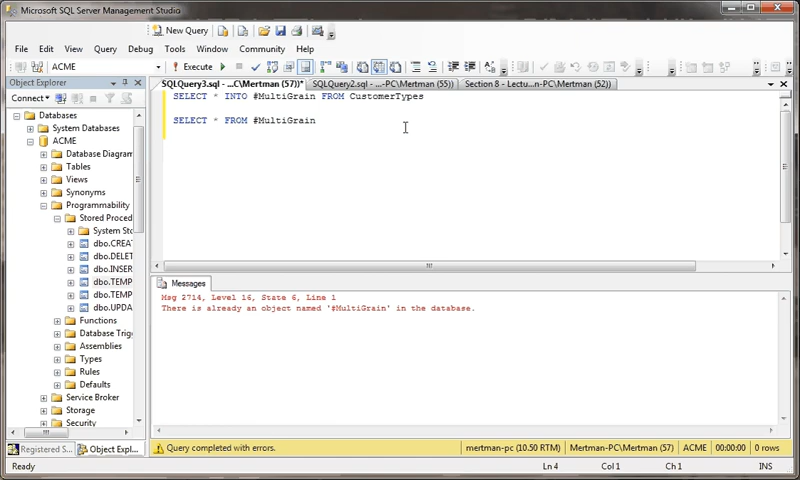 Microsoft SQL Server Management Studio
New Query
File Edit View Query Debug Tools Window Community Help
ACME Execute
Object Explorer
SQLQuery3.sql - ...C\Mertman (57))* SQLQuery2.sql - ...-PC\Mertman (55)) Section 8 - Lectu...n-PC\Mertman (52))
Connect
SELECT * INTO #MultiGrain FROM CustomerTypes
SELECT * FROM #MultiGrain
Databases
System Databases
ACME
Database Diagram
Tables
Views
Synonyms
Programmability
Stored Proced
System Sto
dbo.CREA
dbo.DELET
dbo.INSER
dbo.TEMP
dbo.TEMP
dbo.UPDA
Functions
Database Trig
Assemblies
Types
Rules
Defaults
Service Broker
Storage
Security
Messages
Msg 2714, Level 16, State 6, Line 1
There is already an object named '#MultiGrain' in the database.
Registered S... Object Expl...
Query completed with errors. mertman-pc (10.50 RTM) Mertman-PC\Mertman (57) ACME 00:00:00 0 rows
Ready Ln 4 Col 1 Ch 1 INS